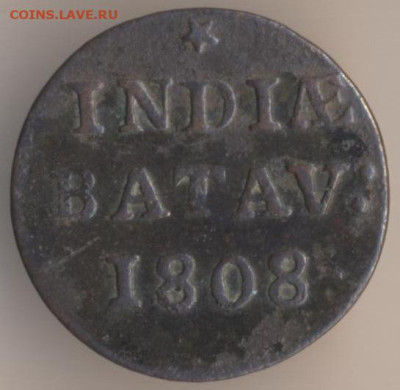 COINS.LAVE.RU
INDIÆ
BATAV:
1808